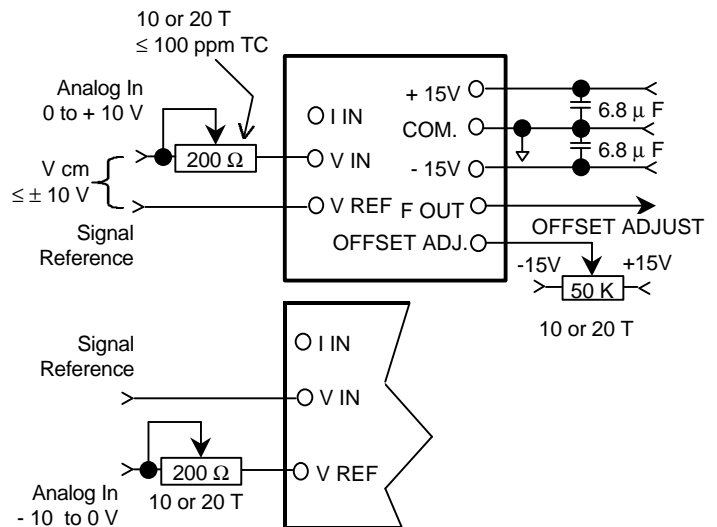 10 or 20 T
≤ 100 ppm TC
Analog In
0 to + 10 V
200 Ω
V cm
≤ ± 10 V
Signal
Reference
I IN
V IN
V REF
+ 15V
COM.
- 15V
F OUT
OFFSET ADJ.
6.8 μ F
6.8 μ F
OFFSET ADJUST
-15V
+15V
50 K
10 or 20 T
Signal
Reference
I IN
V IN
V REF
200 Ω
10 or 20 T
Analog In
- 10 to 0 V